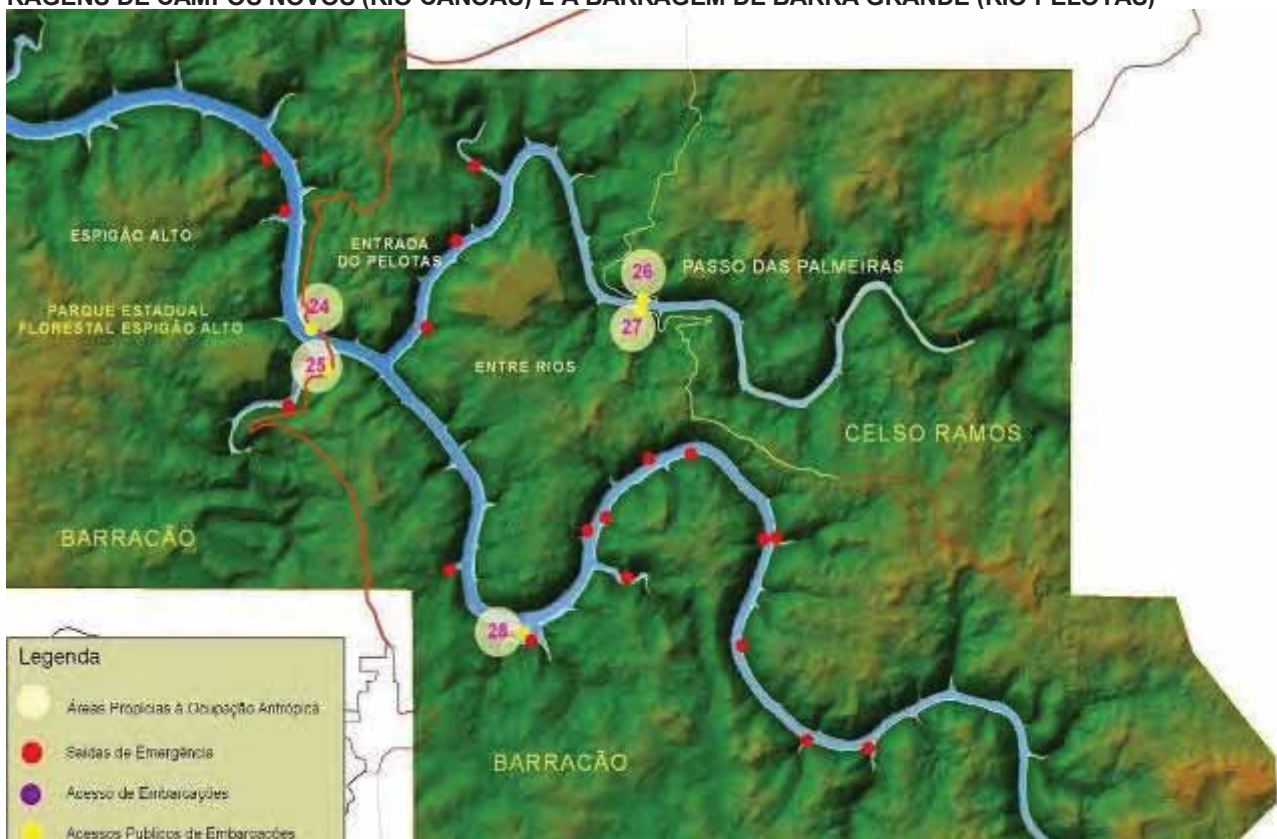 RAGENS DE CAMPOS NOVOS (RIO CANOAS) E A BARRAGEM DE BARRA GRANDE (RIO PELOTAS)
ESPIGÃO ALTO
ENTRADA
DO PELOTAS
26
PASSO DAS PALMEIRAS
PARQUE ESTADUAL
FLORESTAL ESPIGÃO ALTO
24
27
25
ENTRE RIOS
CELSO RAMOS
BARRACÃO
28
BARRACÃO
Legenda
Áreas Propícias à Ocupação Antrópica
Saídas de Emergência
Acesso de Embarcações
Acessos Públicos de Embarcações